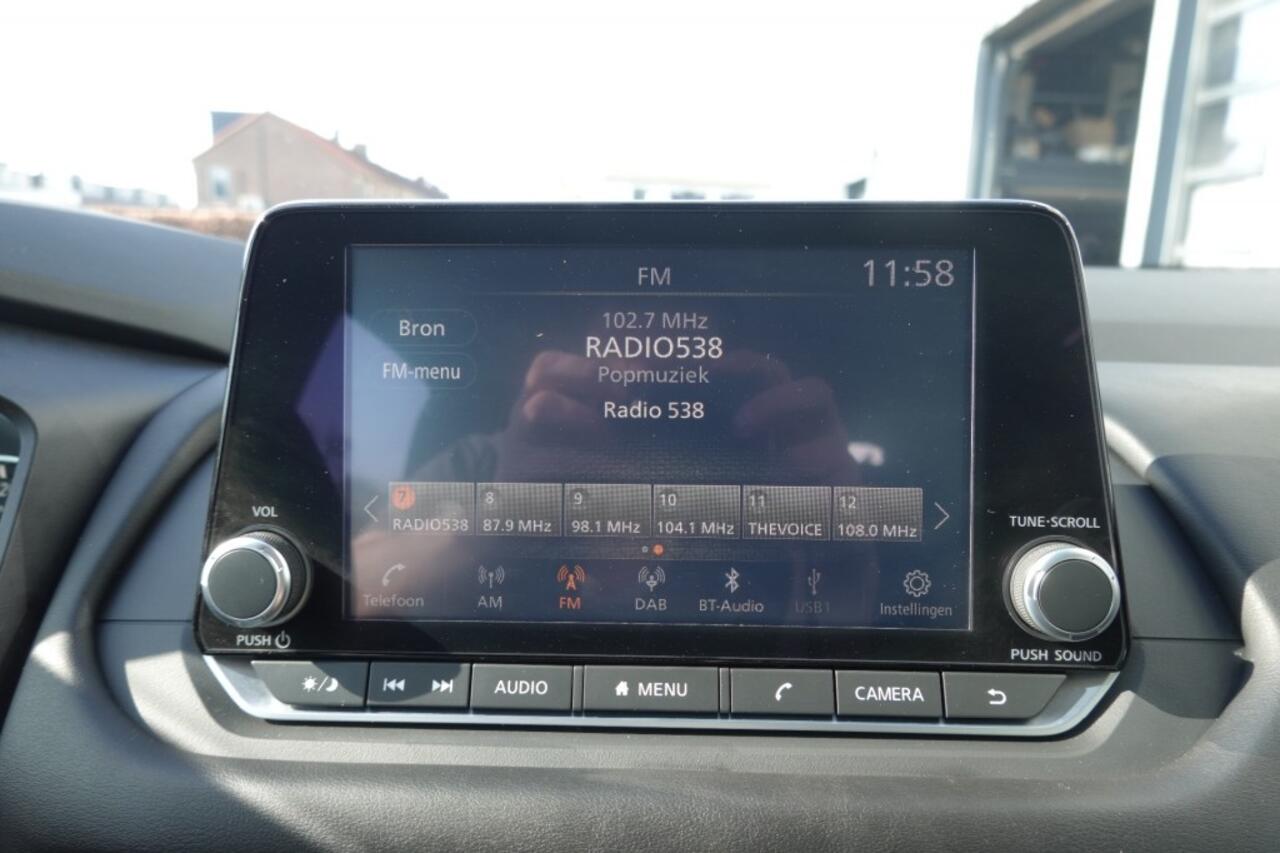 FM
11:58
Bron
FM-menu
102.7 MHz
RADIO538
Popmuziek
Radio 538
7 RADIO538
8 87.9 MHz
9 98.1 MHz
10 104.1 MHz
11 THEVOICE
12 108.0 MHz
Telefoon
AM
FM
DAB
BT-Audio
USB1
Instellingen
VOL
PUSH
TUNE·SCROLL
PUSH SOUND
AUDIO
MENU
CAMERA